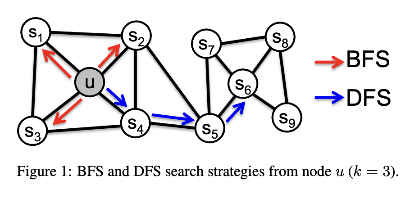 s1 s2 s7 s8
u s6
s3 s4 s5 s9
BFS
DFS
Figure 1: BFS and DFS search strategies from node u (k = 3).